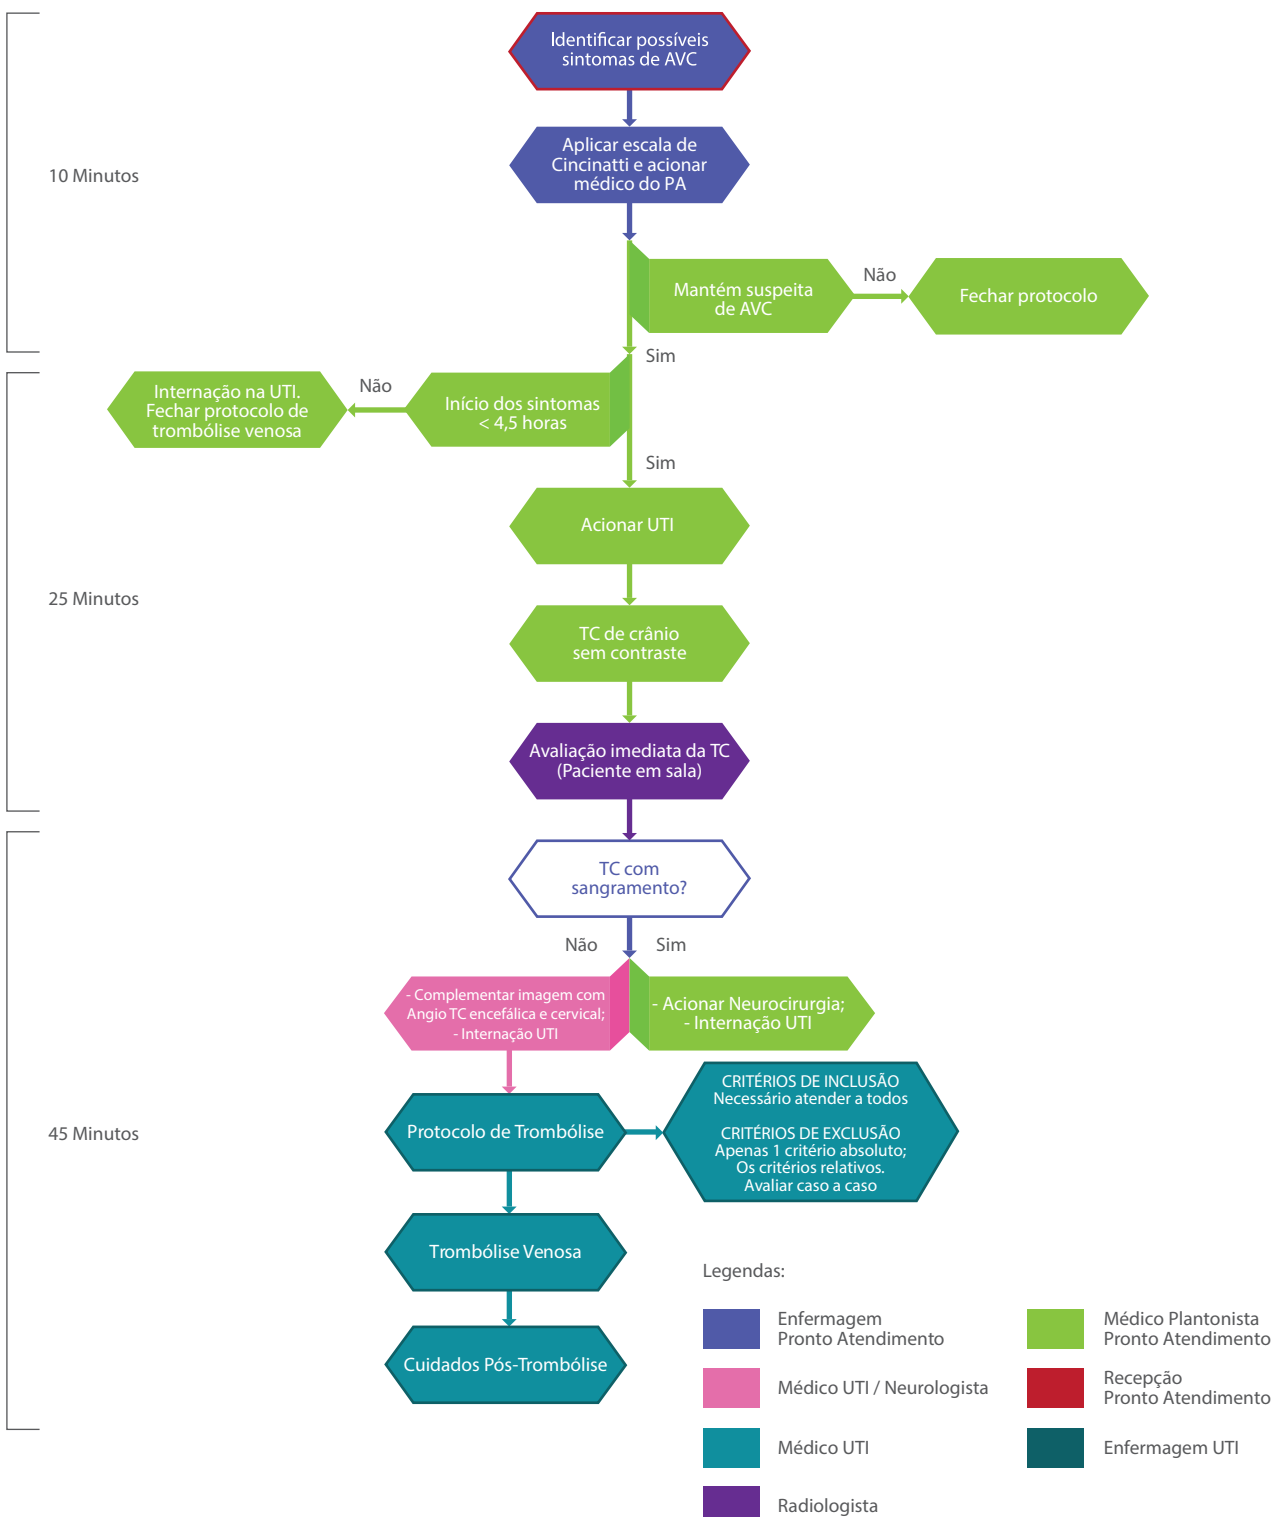 Identificar possíveis
sintomas de AVC
10 Minutos
Aplicar escala de
Cincinatti e acionar
médico do PA
Mantém suspeita
de AVC
Não
Fechar protocolo
Sim
Internação na UTI.
Fechar protocolo de
trombólise venosa
Não
Início dos sintomas
< 4,5 horas
Sim
25 Minutos
Acionar UTI
TC de crânio
sem contraste
Avaliação imediata da TC
(Paciente em sala)
TC com
sangramento?
Não
Sim
- Complementar imagem com
Angio TC encefálica e cervical;
- Internação UTI
- Acionar Neurocirurgia;
- Internação UTI
45 Minutos
Protocolo de Trombólise
CRITÉRIOS DE INCLUSÃO
Necessário atender a todos
CRITÉRIOS DE EXCLUSÃO
Apenas 1 critério absoluto;
Os critérios relativos.
Avaliar caso a caso
Trombólise Venosa
Cuidados Pós-Trombólise
Legendas:
Enfermagem
Pronto Atendimento
Médico Plantonista
Pronto Atendimento
Médico UTI / Neurologista
Recepção
Pronto Atendimento
Médico UTI
Enfermagem UTI
Radiologista